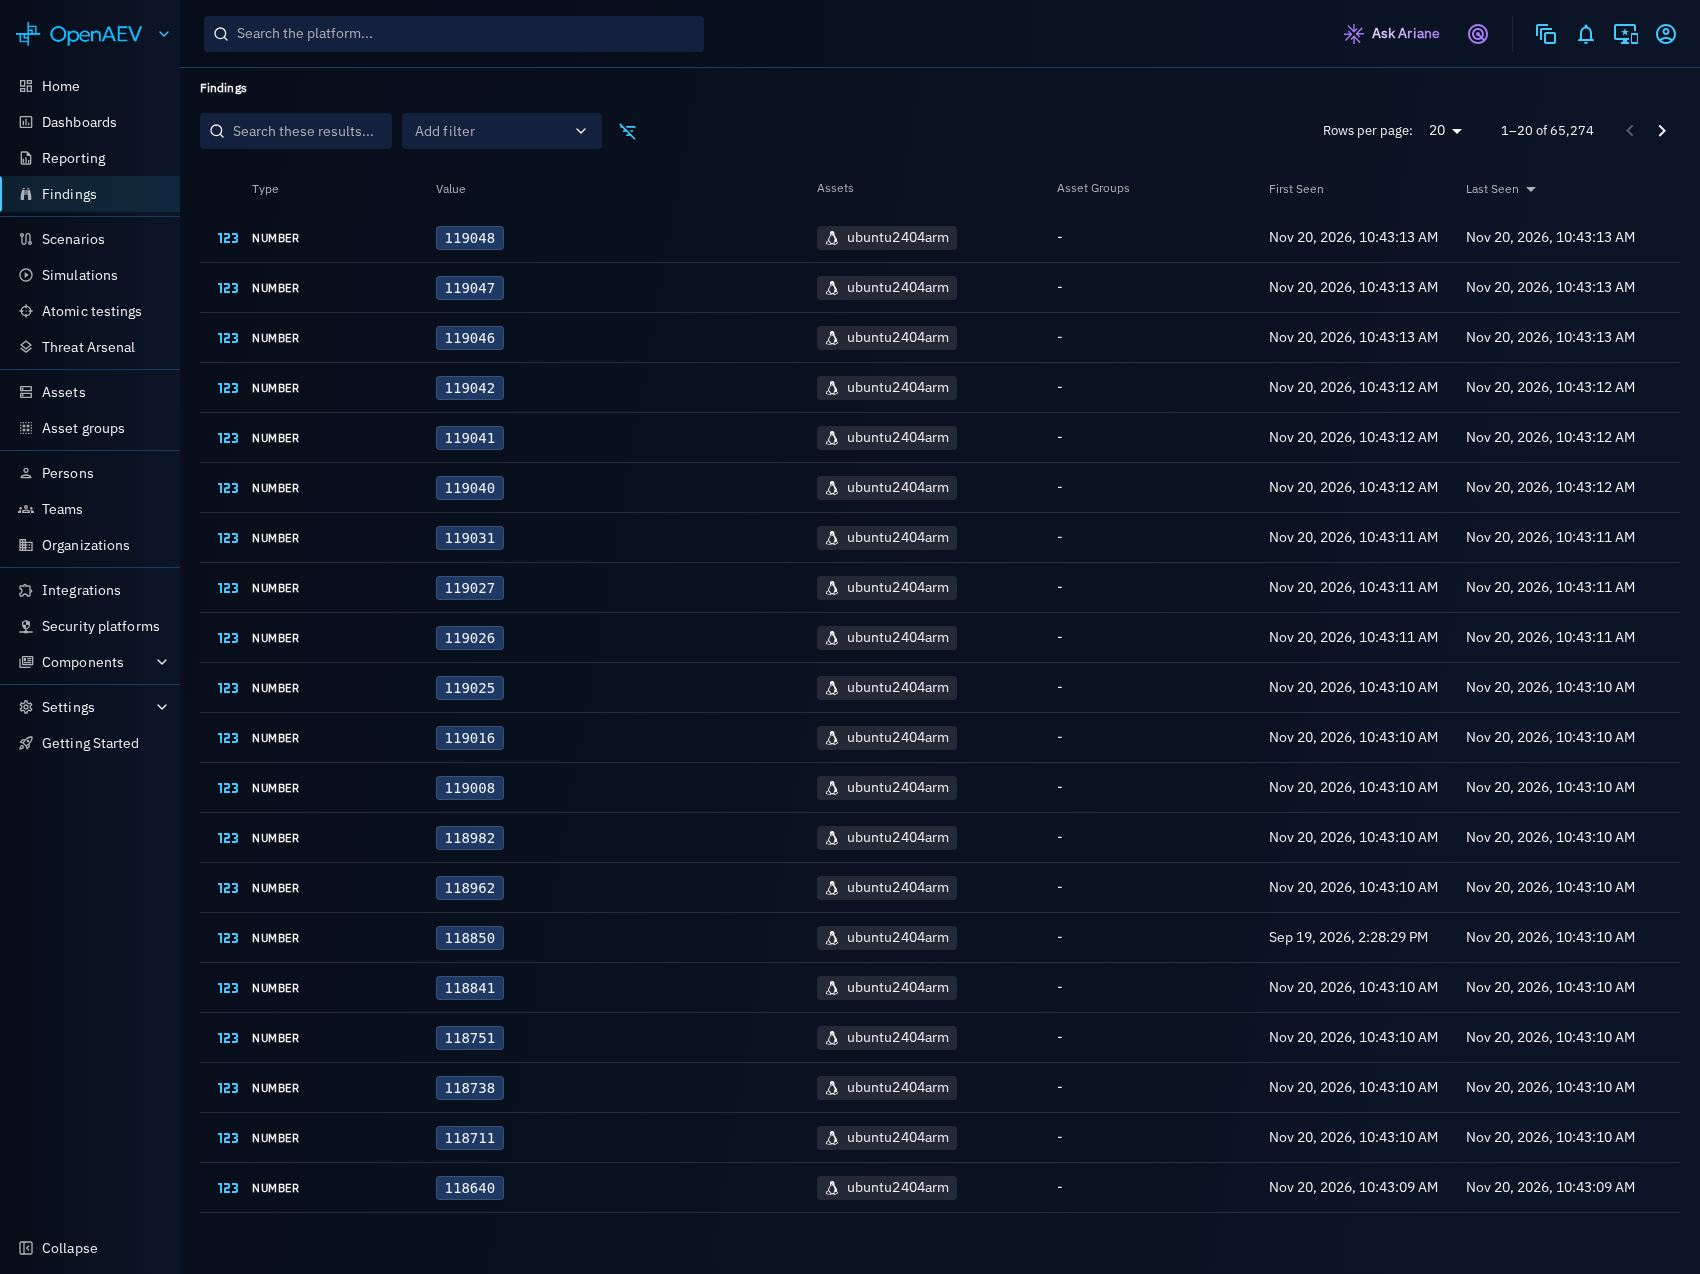 OpenAEV
Search the platform...
Ask Ariane
Home
Dashboards
Reporting
Findings
Scenarios
Simulations
Atomic testings
Threat Arsenal
Assets
Asset groups
Persons
Teams
Organizations
Integrations
Security platforms
Components
Settings
Getting Started
Collapse
Findings
Search these results...
Add filter
Rows per page: 20
1–20 of 65,274
Type Value Assets Asset Groups First Seen Last Seen
123 NUMBER 119048 ubuntu2404arm - Nov 20, 2026, 10:43:13 AM Nov 20, 2026, 10:43:13 AM
123 NUMBER 119047 ubuntu2404arm - Nov 20, 2026, 10:43:13 AM Nov 20, 2026, 10:43:13 AM
123 NUMBER 119046 ubuntu2404arm - Nov 20, 2026, 10:43:13 AM Nov 20, 2026, 10:43:13 AM
123 NUMBER 119042 ubuntu2404arm - Nov 20, 2026, 10:43:12 AM Nov 20, 2026, 10:43:12 AM
123 NUMBER 119041 ubuntu2404arm - Nov 20, 2026, 10:43:12 AM Nov 20, 2026, 10:43:12 AM
123 NUMBER 119040 ubuntu2404arm - Nov 20, 2026, 10:43:12 AM Nov 20, 2026, 10:43:12 AM
123 NUMBER 119031 ubuntu2404arm - Nov 20, 2026, 10:43:11 AM Nov 20, 2026, 10:43:11 AM
123 NUMBER 119027 ubuntu2404arm - Nov 20, 2026, 10:43:11 AM Nov 20, 2026, 10:43:11 AM
123 NUMBER 119026 ubuntu2404arm - Nov 20, 2026, 10:43:11 AM Nov 20, 2026, 10:43:11 AM
123 NUMBER 119025 ubuntu2404arm - Nov 20, 2026, 10:43:10 AM Nov 20, 2026, 10:43:10 AM
123 NUMBER 119016 ubuntu2404arm - Nov 20, 2026, 10:43:10 AM Nov 20, 2026, 10:43:10 AM
123 NUMBER 119008 ubuntu2404arm - Nov 20, 2026, 10:43:10 AM Nov 20, 2026, 10:43:10 AM
123 NUMBER 118982 ubuntu2404arm - Nov 20, 2026, 10:43:10 AM Nov 20, 2026, 10:43:10 AM
123 NUMBER 118962 ubuntu2404arm - Nov 20, 2026, 10:43:10 AM Nov 20, 2026, 10:43:10 AM
123 NUMBER 118850 ubuntu2404arm - Sep 19, 2026, 2:28:29 PM Nov 20, 2026, 10:43:10 AM
123 NUMBER 118841 ubuntu2404arm - Nov 20, 2026, 10:43:10 AM Nov 20, 2026, 10:43:10 AM
123 NUMBER 118751 ubuntu2404arm - Nov 20, 2026, 10:43:10 AM Nov 20, 2026, 10:43:10 AM
123 NUMBER 118738 ubuntu2404arm - Nov 20, 2026, 10:43:10 AM Nov 20, 2026, 10:43:10 AM
123 NUMBER 118711 ubuntu2404arm - Nov 20, 2026, 10:43:10 AM Nov 20, 2026, 10:43:10 AM
123 NUMBER 118640 ubuntu2404arm - Nov 20, 2026, 10:43:09 AM Nov 20, 2026, 10:43:09 AM